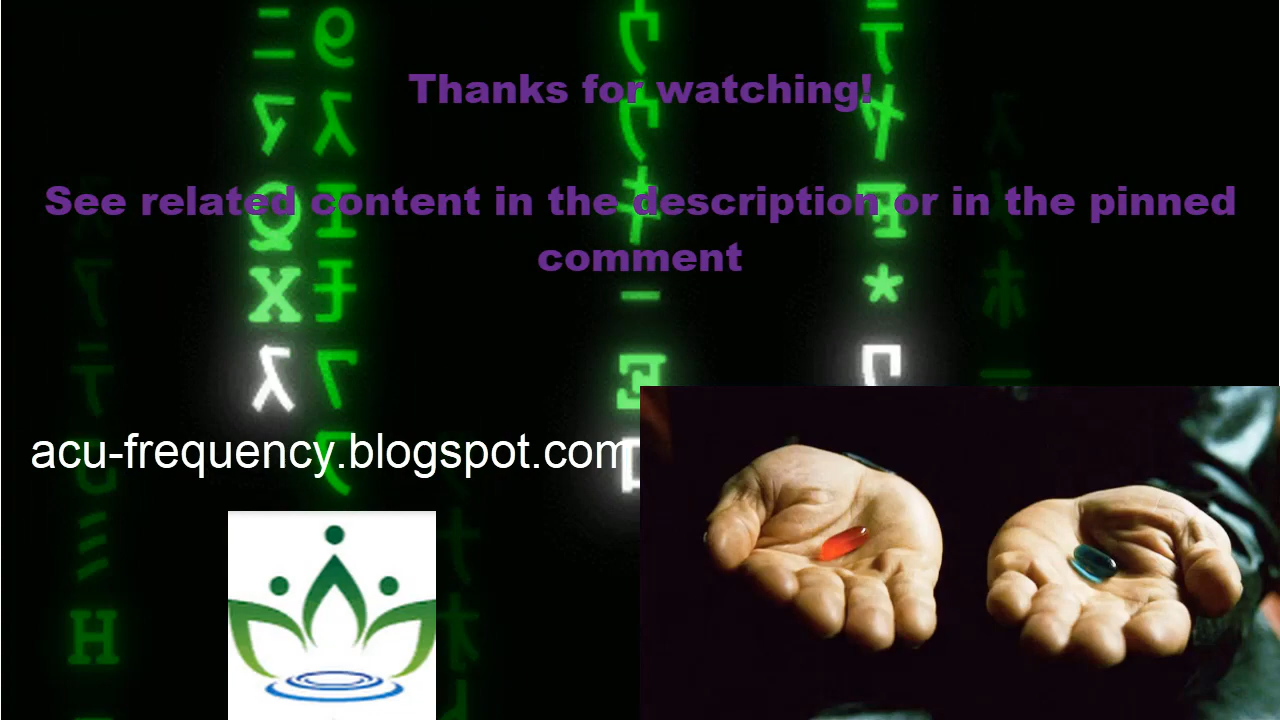 Thanks for watching!
See related content in the description or in the pinned
comment
acu-frequency.blogspot.com